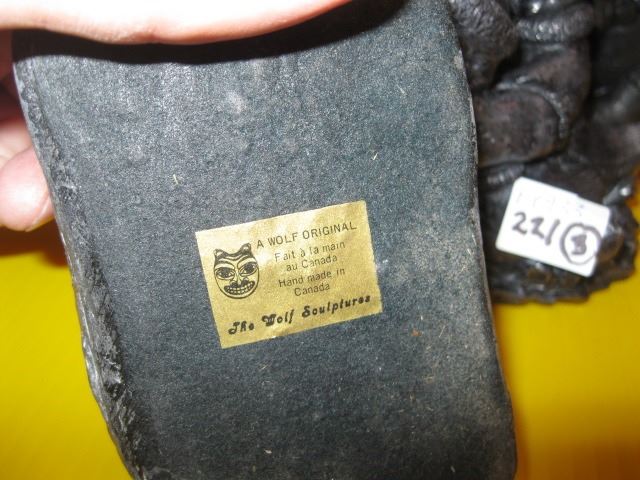 A WOLF ORIGINAL
Fait à la main
au Canada
Hand made in
Canada
The Wolf Sculptures
221 3